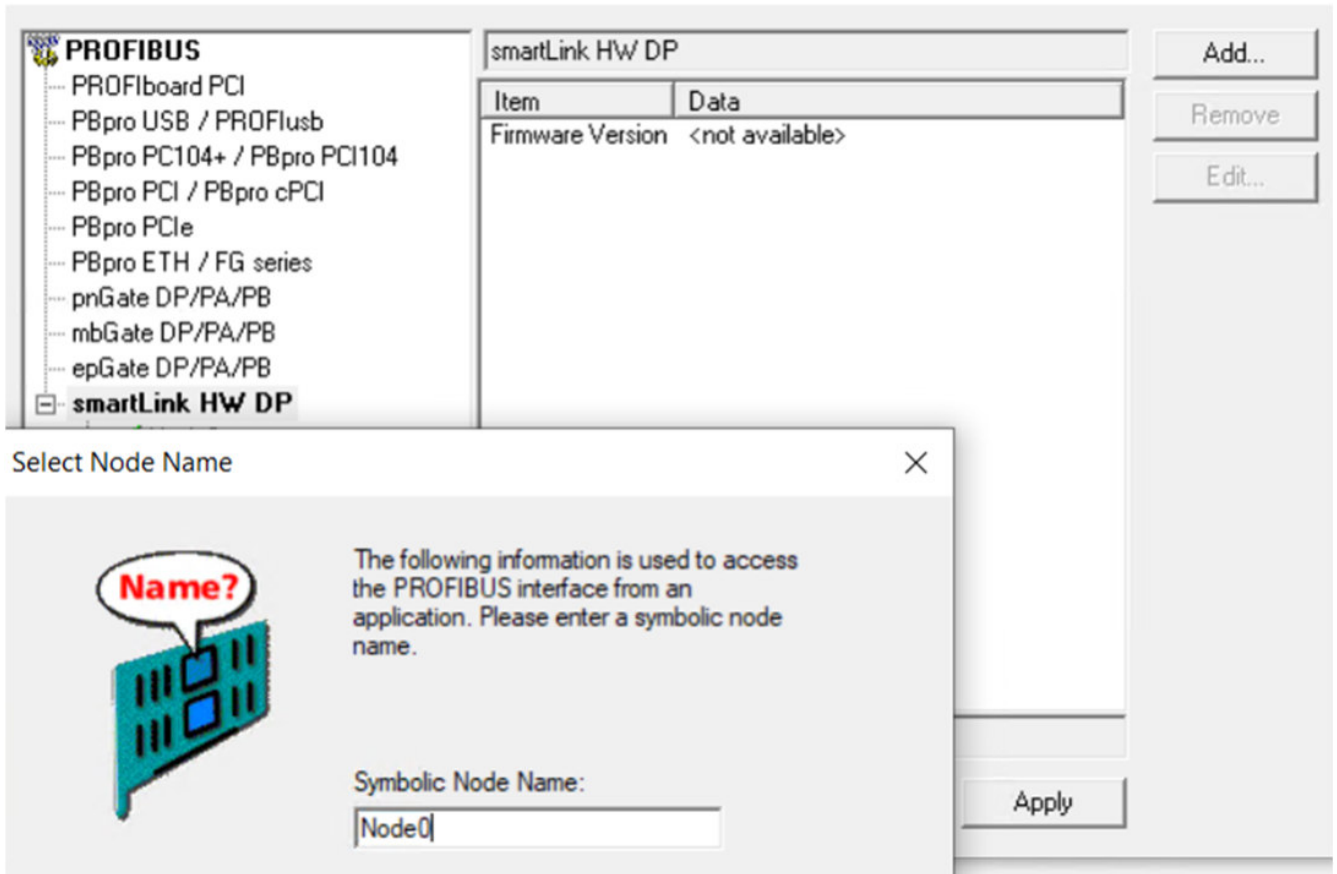 PROFIBUS
PROFIboard PCI
PBpro USB / PROFIusb
PBpro PC104+ / PBpro PCI104
PBpro PCI / PBpro cPCI
PBpro PCIe
PBpro ETH / FG series
pnGate DP/PA/PB
mbGate DP/PA/PB
epGate DP/PA/PB
smartLink HW DP
smartLink HW DP
Item Data
Firmware Version <not available>
Add...
Remove
Edit...
Select Node Name
Name?
The following information is used to access
the PROFIBUS interface from an
application. Please enter a symbolic node
name.
Symbolic Node Name:
Node0
Apply